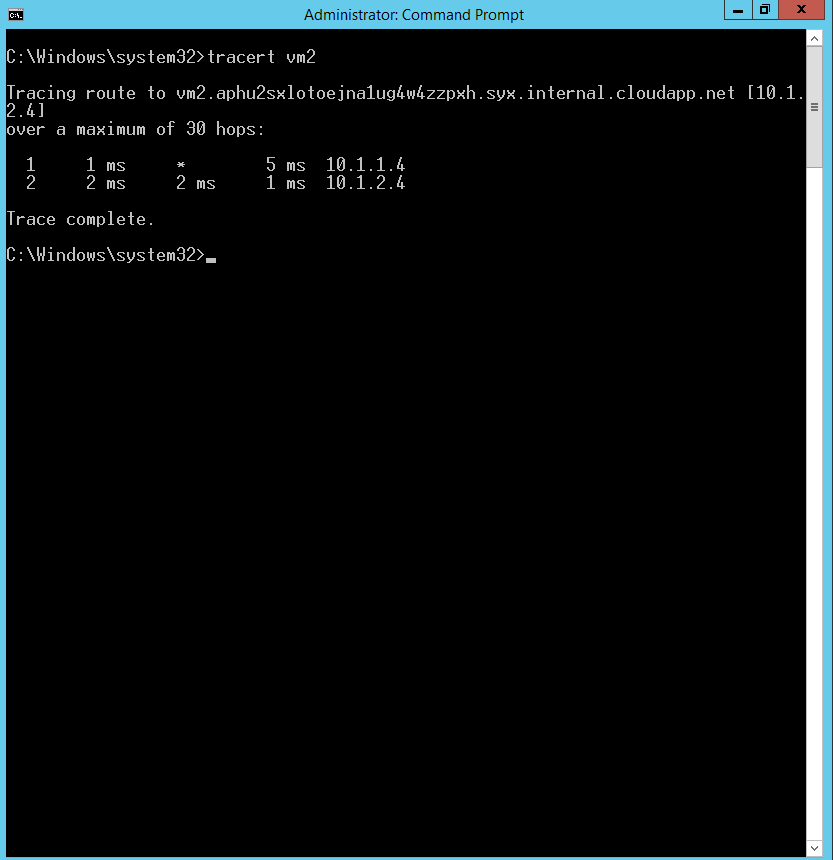 Administrator: Command Prompt
C:\Windows\system32>tracert vm2
Tracing route to vm2.aphu2sxlotoejna1ug4w4zzpxh.syx.internal.cloudapp.net [10.1.
2.4]
over a maximum of 30 hops:
1 1 ms * 5 ms 10.1.1.4
2 2 ms 2 ms 1 ms 10.1.2.4
Trace complete.
C:\Windows\system32>